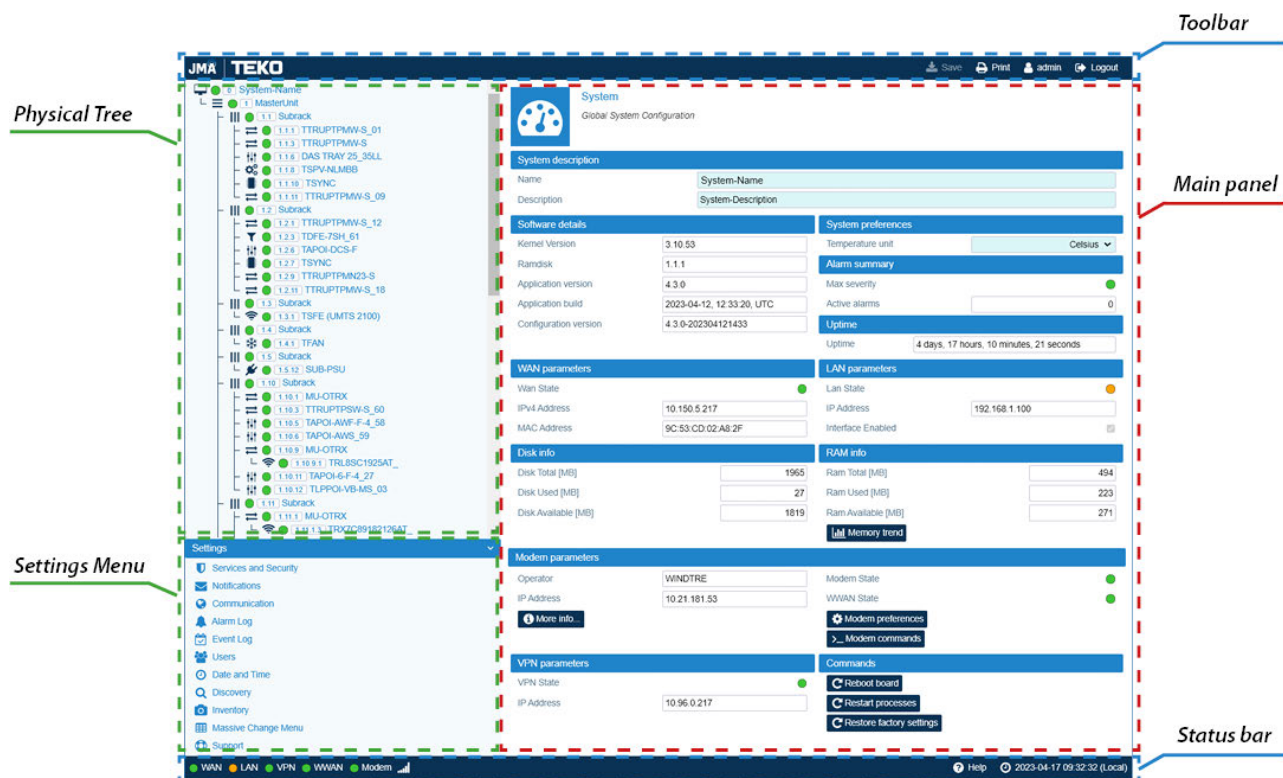 Toolbar
JMA TEKO
Save Print admin Logout
Physical Tree
0 System-Name
1 MasterUnit
1.1 Subrack
1.1.1 TTRUPTPMW-S_01
1.1.3 TTRUPTPMW-S
1.1.6 DAS TRAY 25_35LL
1.1.8 TSPV-NLMBB
1.1.10 TSYNC
1.1.11 TTRUPTPMW-S_09
1.2 Subrack
1.2.1 TTRUPTPMW-S_12
1.2.3 TDFE-7SH_61
1.2.6 TAPOI-DCS-F
1.2.7 TSYNC
1.2.9 TTRUPTPMN23-S
1.2.11 TTRUPTPMW-S_18
1.3 Subrack
1.3.1 TSFE (UMTS 2100)
1.4 Subrack
1.4.1 TFAN
1.5 Subrack
1.5.12 SUB-PSU
1.10 Subrack
1.10.1 MU-OTRX
1.10.3 TTRUPTPSW-S_60
1.10.5 TAPOI-AWF-F-4_58
1.10.6 TAPOI-AWS_59
1.10.9 MU-OTRX
1.10.9.1 TRL8SC1925AT_
1.10.11 TAPOI-6-F-4_27
1.10.12 TLPPOI-VB-MS_03
1.11 Subrack
1.11.1 MU-OTRX
1.11.1.1 TRX7C89182126AT_
Settings Menu
Settings
Services and Security
Notifications
Communication
Alarm Log
Event Log
Users
Date and Time
Discovery
Inventory
Massive Change Menu
Support
Main panel
System
Global System Configuration
System description
Name System-Name
Description System-Description
Software details
Kernel Version 3.10.53
Ramdisk 1.1.1
Application version 4.3.0
Application build 2023-04-12, 12:33:20, UTC
Configuration version 4.3.0-202304121433
System preferences
Temperature unit Celsius
Alarm summary
Max severity
Active alarms 0
Uptime
Uptime 4 days, 17 hours, 10 minutes, 21 seconds
WAN parameters
Wan State
IPv4 Address 10.150.5.217
MAC Address 9C:53:CD:02:A8:2F
LAN parameters
Lan State
IP Address 192.168.1.100
Interface Enabled
Disk info
Disk Total [MB] 1965
Disk Used [MB] 27
Disk Available [MB] 1819
RAM info
Ram Total [MB] 494
Ram Used [MB] 223
Ram Available [MB] 271
Memory trend
Modem parameters
Operator WINDTRE
IP Address 10.21.181.53
More info...
Modem State
WWAN State
Modem preferences
Modem commands
VPN parameters
VPN State
IP Address 10.96.0.217
Commands
Reboot board
Restart processes
Restore factory settings
Status bar
WAN LAN VPN WWAN Modem
Help 2023-04-17 09:32:32 (Local)